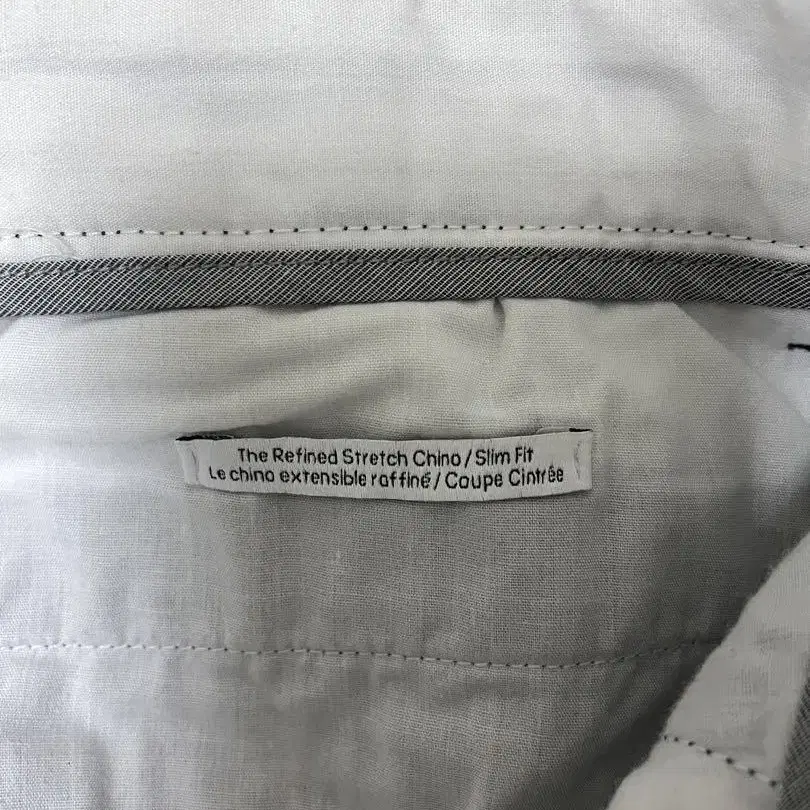 The Refined Stretch Chino / Slim Fit
Le chino extensible raffiné / Coupe Cintrée